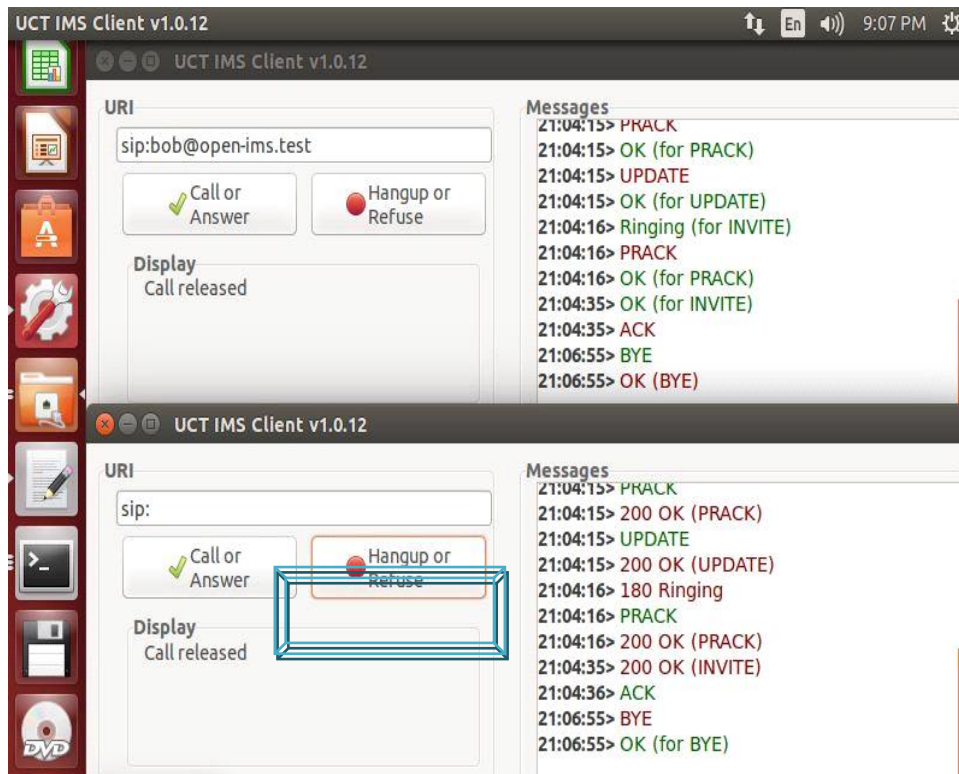 UCT IMS Client v1.0.12
En
9:07 PM
UCT IMS Client v1.0.12
URI
sip:bob@open-ims.test
Call or
Answer
Hangup or
Refuse
Display
Call released
Messages
21:04:15> PRACK
21:04:15> OK (for PRACK)
21:04:15> UPDATE
21:04:15> OK (for UPDATE)
21:04:16> Ringing (for INVITE)
21:04:16> PRACK
21:04:16> OK (for PRACK)
21:04:35> OK (for INVITE)
21:04:35> ACK
21:06:55> BYE
21:06:55> OK (BYE)
UCT IMS Client v1.0.12
URI
sip:
Call or
Answer
Hangup or
Refuse
Display
Call released
Messages
21:04:15> PRACK
21:04:15> 200 OK (PRACK)
21:04:15> UPDATE
21:04:15> 200 OK (UPDATE)
21:04:16> 180 Ringing
21:04:16> PRACK
21:04:16> 200 OK (PRACK)
21:04:35> 200 OK (INVITE)
21:04:36> ACK
21:06:55> BYE
21:06:55> OK (for BYE)
A
>_
DVD